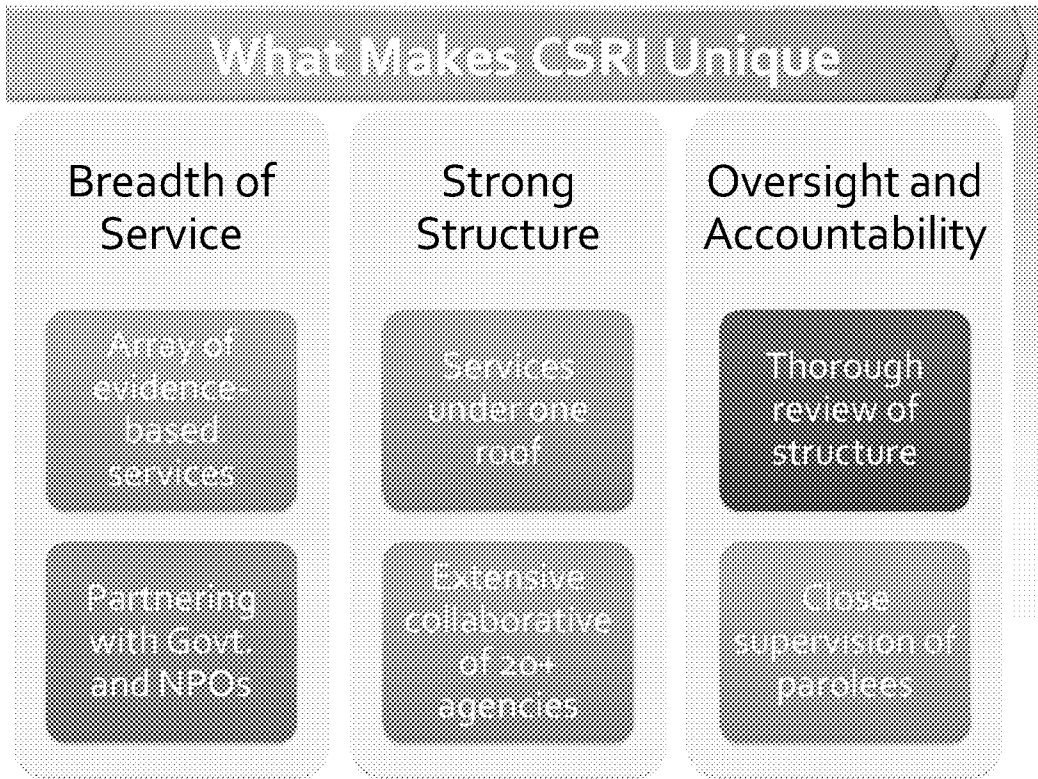 What Makes CSRI Unique
Breadth of
Service
Array of
evidence-
based
services
Partnering
with Govt.
and NPOs
Strong
Structure
Services
under one
roof
Extensive
collaborative
of 20+
agencies
Oversight and
Accountability
Thorough
review of
structure
Close
supervision of
parolees